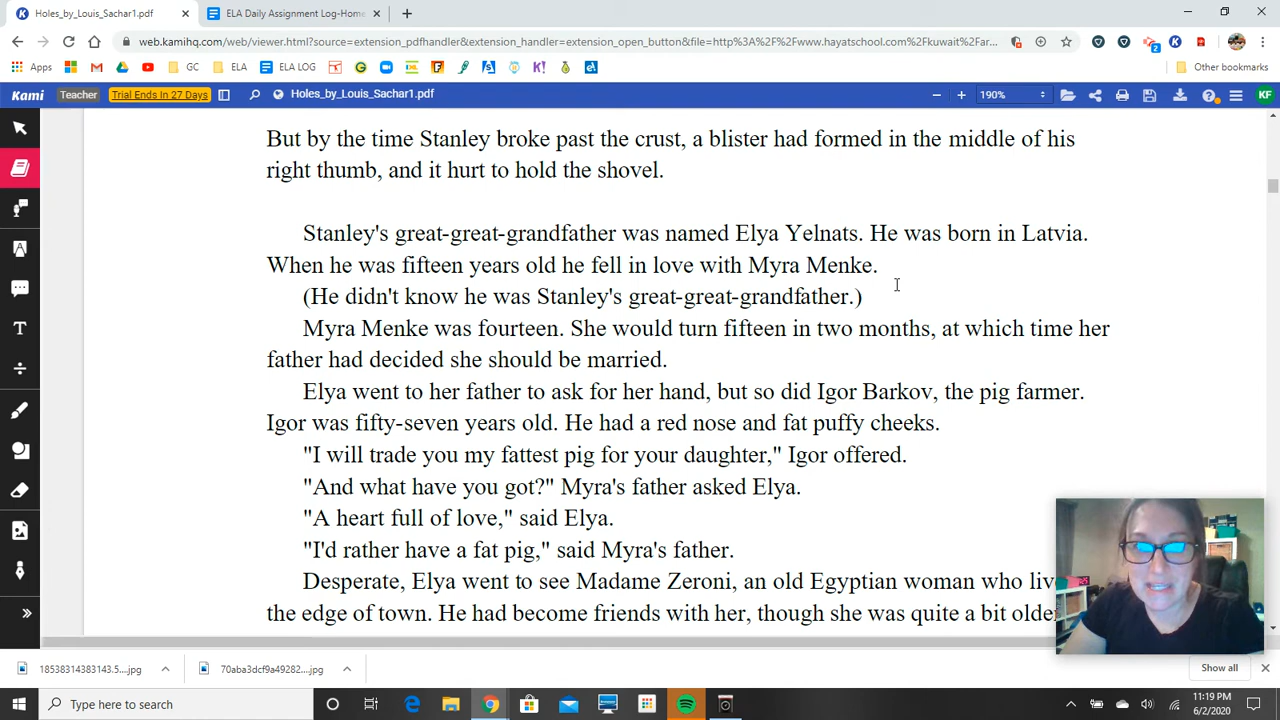 Holes_by_Louis_Sachar1.pdf
ELA Daily Assignment Log-Home
web.kamihq.com/web/viewer.html?source=extension_pdfhandler&extension_handler=extension_open_button&file=http%3A%2F%2Fwww.hayatschool.com%2Fkuwait%2Far...
Apps GC ELA ELA LOG Other bookmarks
Kami Teacher Trial Ends In 27 Days Holes_by_Louis_Sachar1.pdf 190% KF
But by the time Stanley broke past the crust, a blister had formed in the middle of his
right thumb, and it hurt to hold the shovel.
Stanley's great-great-grandfather was named Elya Yelnats. He was born in Latvia.
When he was fifteen years old he fell in love with Myra Menke.
(He didn't know he was Stanley's great-great-grandfather.)
Myra Menke was fourteen. She would turn fifteen in two months, at which time her
father had decided she should be married.
Elya went to her father to ask for her hand, but so did Igor Barkov, the pig farmer.
Igor was fifty-seven years old. He had a red nose and fat puffy cheeks.
"I will trade you my fattest pig for your daughter," Igor offered.
"And what have you got?" Myra's father asked Elya.
"A heart full of love," said Elya.
"I'd rather have a fat pig," said Myra's father.
Desperate, Elya went to see Madame Zeroni, an old Egyptian woman who liv
the edge of town. He had become friends with her, though she was quite a bit older
18538314383143.5....jpg 70aba3dcf9a49282....jpg Show all
Type here to search
11:19 PM
6/2/2020